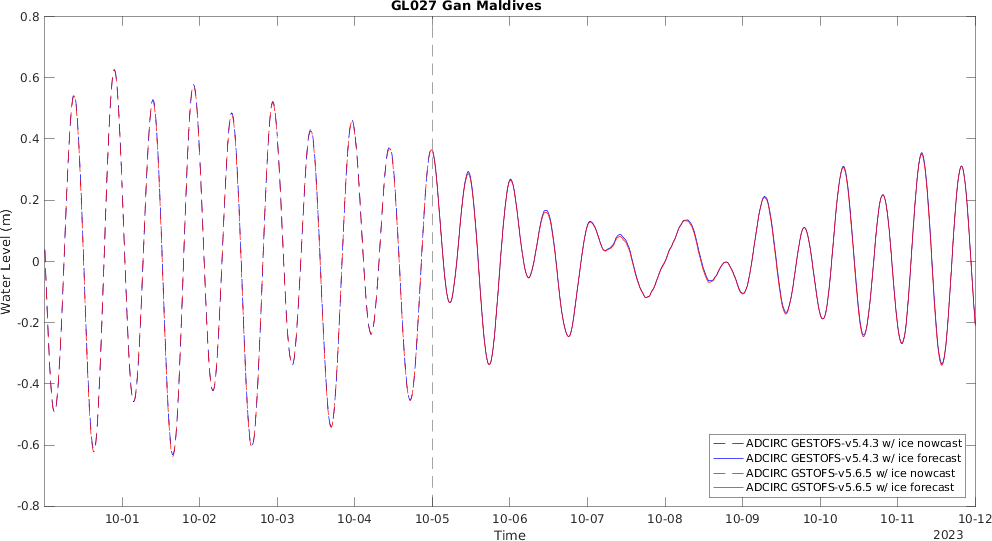 GL027 Gan Maldives
0.8
0.6
0.4
0.2
0
-0.2
-0.4
-0.6
-0.8
Water Level (m)
ADCIRC GESTOFS-v5.4.3 w/ ice nowcast
ADCIRC GESTOFS-v5.4.3 w/ ice forecast
ADCIRC GSTOFS-v5.6.5 w/ ice nowcast
ADCIRC GSTOFS-v5.6.5 w/ ice forecast
10-01 10-02 10-03 10-04 10-05 10-06 10-07 10-08 10-09 10-10 10-11 10-12
Time
2023